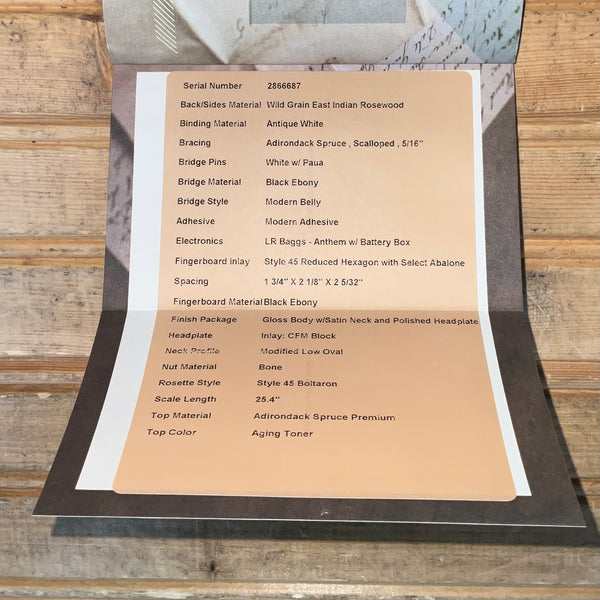 Serial Number 2866687
Back/Sides Material Wild Grain East Indian Rosewood
Binding Material Antique White
Bracing Adirondack Spruce , Scalloped , 5/16"
Bridge Pins White w/ Paua
Bridge Material Black Ebony
Bridge Style Modern Belly
Adhesive Modern Adhesive
Electronics LR Baggs - Anthem w/ Battery Box
Fingerboard Inlay Style 45 Reduced Hexagon with Select Abalone
Spacing 1 3/4" X 2 1/8" X 2 5/32"
Fingerboard Material Black Ebony
Finish Package Gloss Body w/Satin Neck and Polished Headplate
Headplate Inlay: CFM Block
Neck Profile Modified Low Oval
Nut Material Bone
Rosette Style Style 45 Boltaron
Scale Length 25.4"
Top Material Adirondack Spruce Premium
Top Color Aging Toner